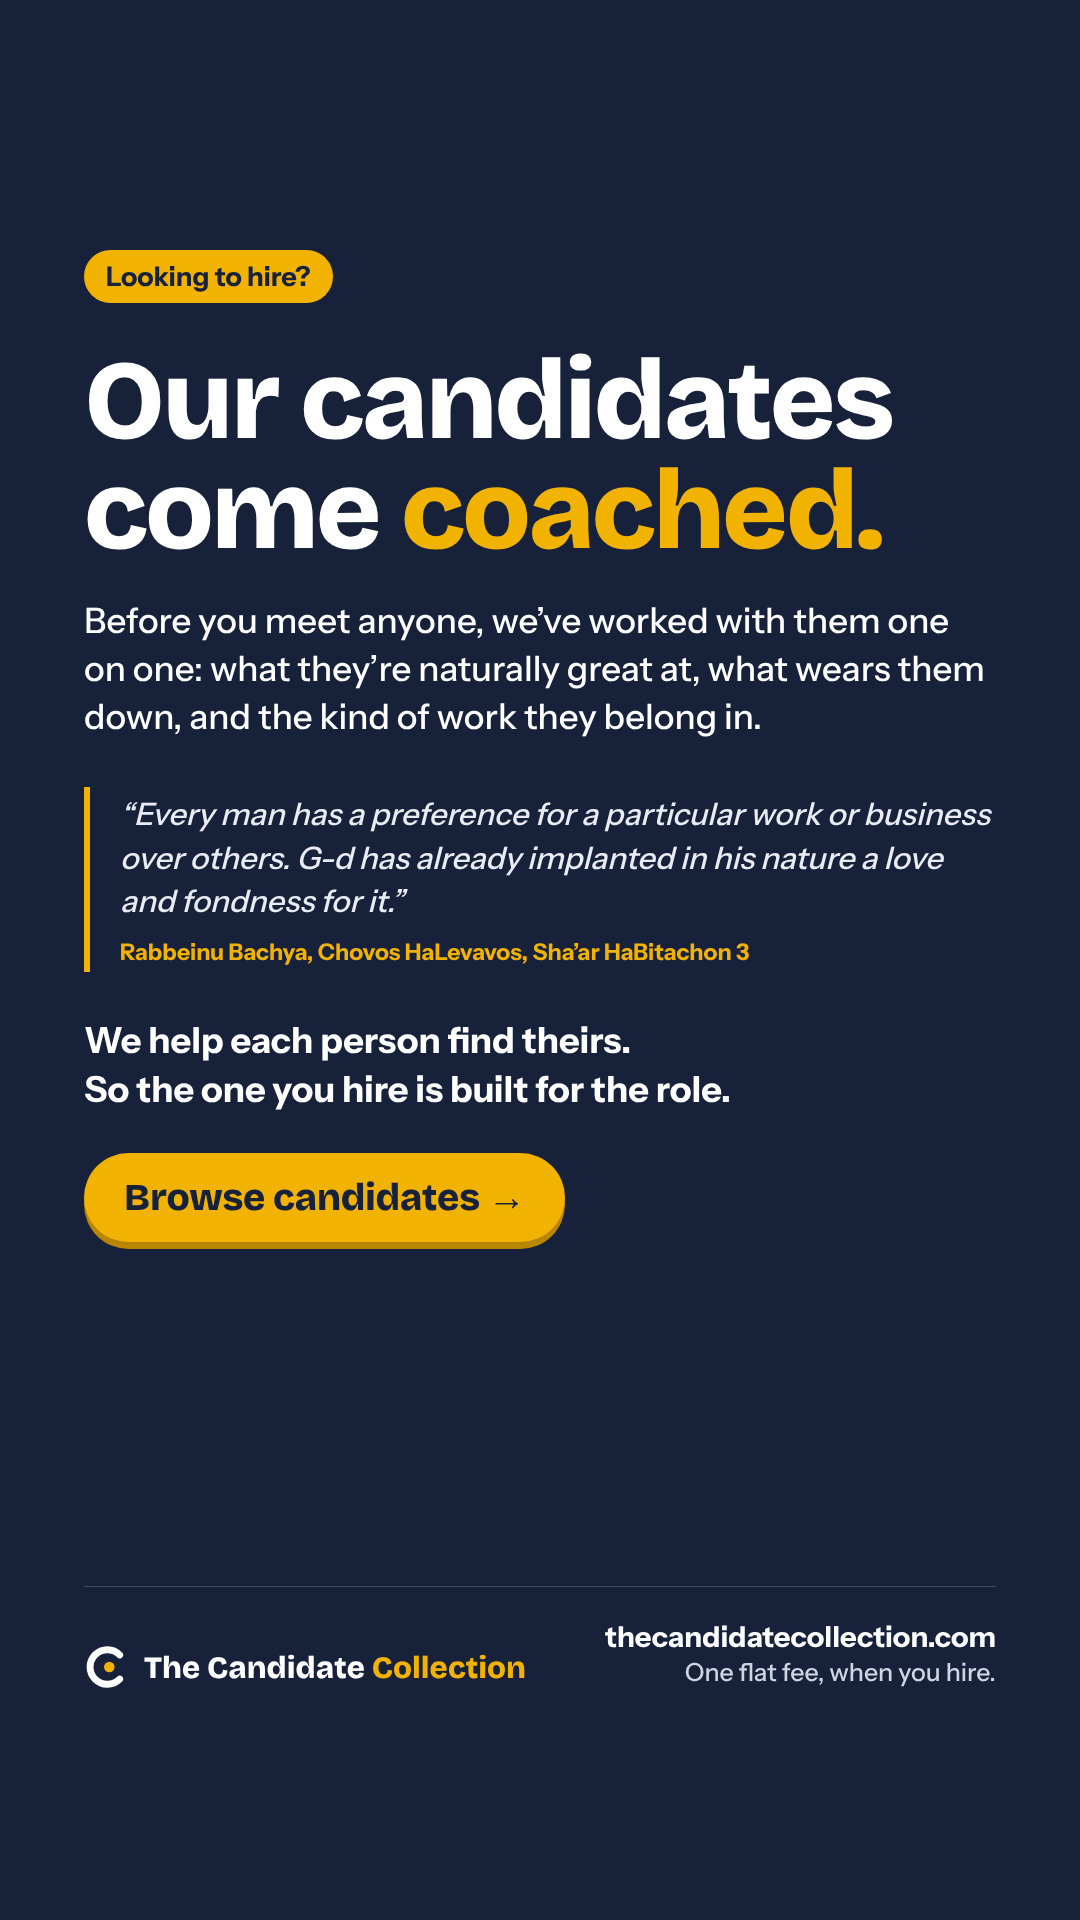 Looking to hire?
Our candidates
come coached.
Before you meet anyone, we’ve worked with them one
on one: what they’re naturally great at, what wears them
down, and the kind of work they belong in.
“Every man has a preference for a particular work or business
over others. G-d has already implanted in his nature a love
and fondness for it.”
Rabbeinu Bachya, Chovos HaLevavos, Sha’ar HaBitachon 3
We help each person find theirs.
So the one you hire is built for the role.
Browse candidates →
The Candidate Collection
thecandidatecollection.com
One flat fee, when you hire.